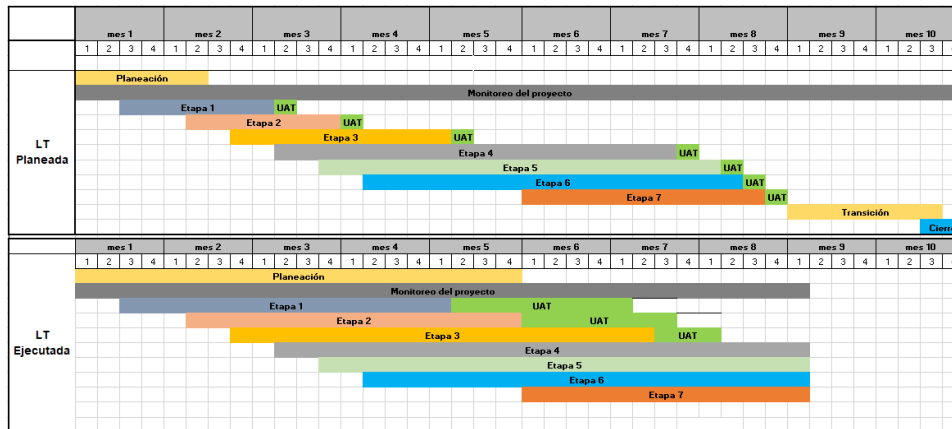 mes 1 mes 2 mes 3 mes 4 mes 5 mes 6 mes 7 mes 8 mes 9 mes 10
1 2 3 4 1 2 3 4 1 2 3 4 1 2 3 4 1 2 3 4 1 2 3 4 1 2 3 4 1 2 3 4 1 2 3 4 1 2 3
LT
Planeada
Planeación
Monitoreo del proyecto
Etapa 1 UAT
Etapa 2 UAT
Etapa 3 UAT
Etapa 4 UAT
Etapa 5 UAT
Etapa 6 UAT
Etapa 7 UAT
Transición
Cierr
mes 1 mes 2 mes 3 mes 4 mes 5 mes 6 mes 7 mes 8 mes 9 mes 10
1 2 3 4 1 2 3 4 1 2 3 4 1 2 3 4 1 2 3 4 1 2 3 4 1 2 3 4 1 2 3 4 1 2 3 4 1 2 3
LT
Ejecutada
Planeación
Monitoreo del proyecto
Etapa 1 UAT
Etapa 2 UAT
Etapa 3 UAT
Etapa 4
Etapa 5
Etapa 6
Etapa 7